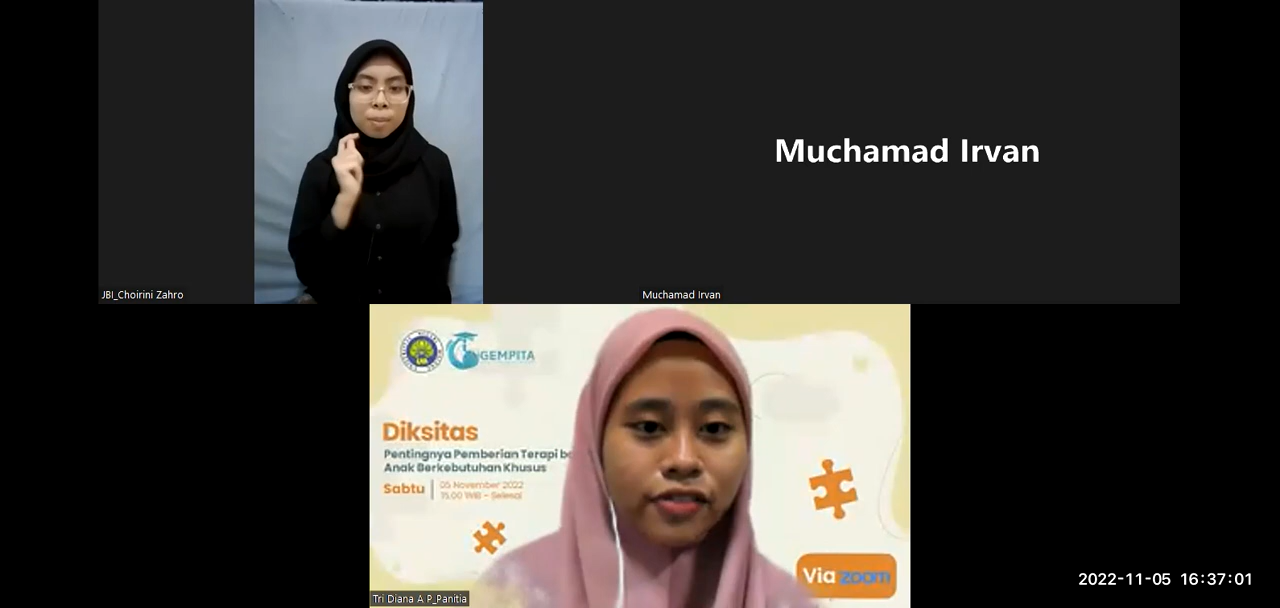 Muchamad Irvan
JBI_Choirini Zahro
Muchamad Irvan
GEMPITA
Diksitas
Pentingnya Pemberian Terapi
Anak Berkebutuhan Khusus
Sabtu
05 November 2022
15.00 WIB - Selesai
Via zoom
Tri Diana A P_Panitia
2022-11-05 16:37:01